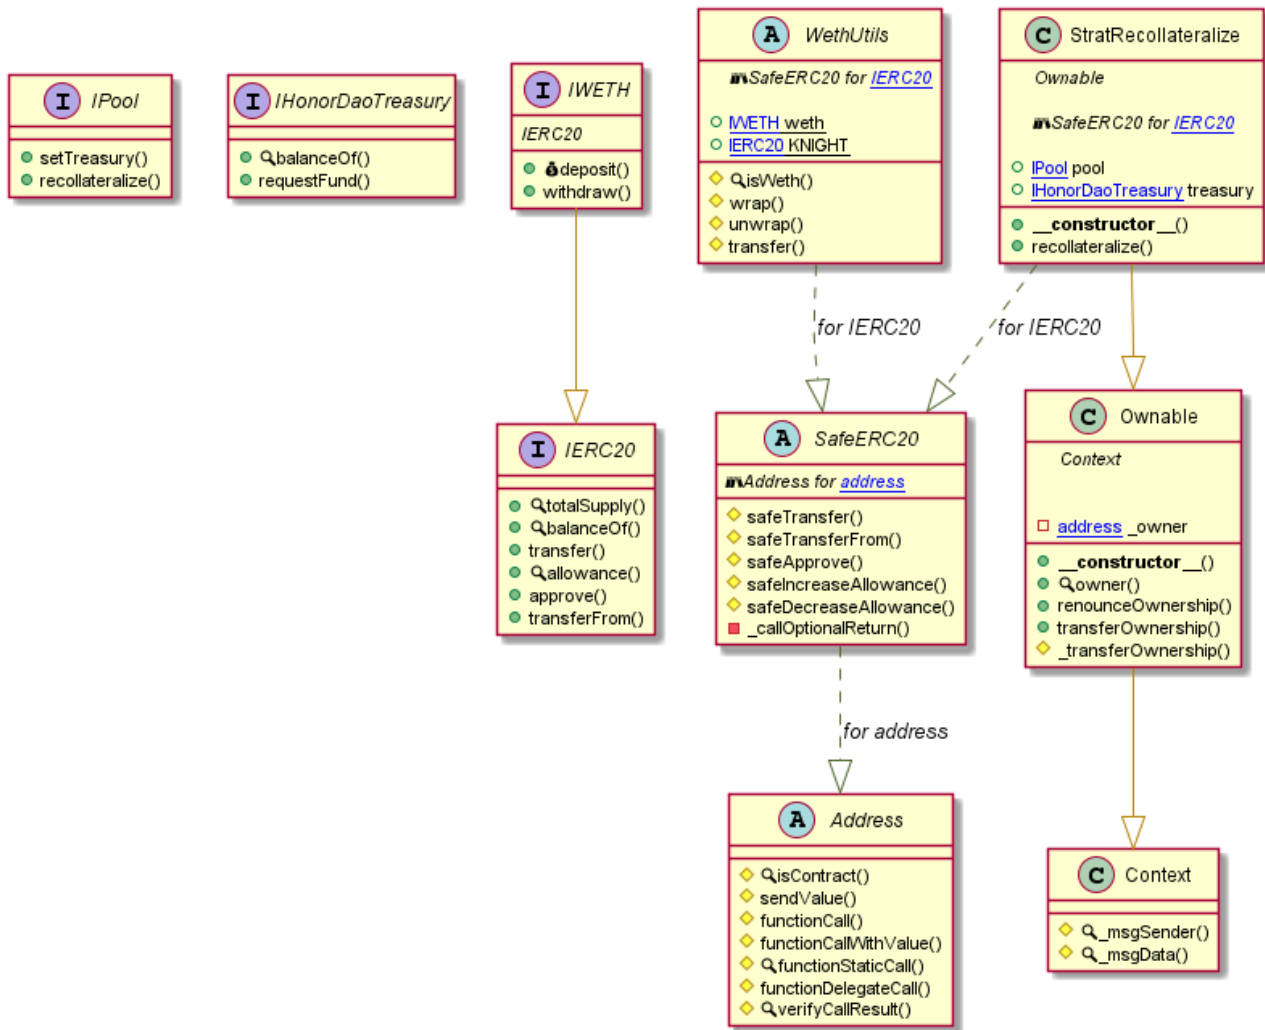 I IPool
setTreasury()
recollateralize()
I IHonorDaoTreasury
balanceOf()
requestFund()
I IWETH
IERC20
deposit()
withdraw()
A WethUtils
SafeERC20 for IERC20
IWETH weth
IERC20 KNIGHT
isWeth()
wrap()
unwrap()
transfer()
C StratRecollateralize
Ownable
SafeERC20 for IERC20
IPool pool
IHonorDaoTreasury treasury
__constructor__()
recollateralize()
for IERC20
for IERC20
I IERC20
totalSupply()
balanceOf()
transfer()
allowance()
approve()
transferFrom()
A SafeERC20
Address for address
safeTransfer()
safeTransferFrom()
safeApprove()
safeIncreaseAllowance()
safeDecreaseAllowance()
_callOptionalReturn()
C Ownable
Context
address _owner
__constructor__()
owner()
renounceOwnership()
transferOwnership()
_transferOwnership()
for address
A Address
isContract()
sendValue()
functionCall()
functionCallWithValue()
functionStaticCall()
functionDelegateCall()
verifyCallResult()
C Context
_msgSender()
_msgData()